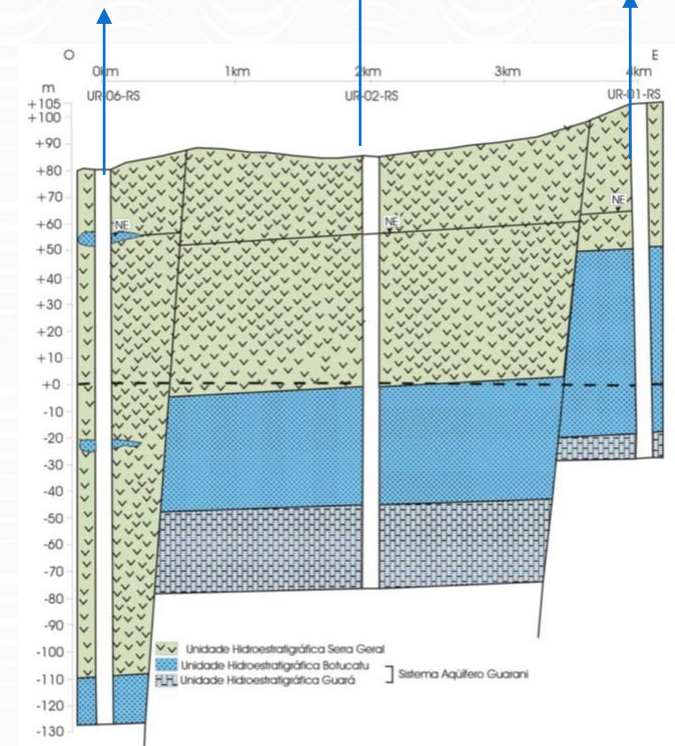 O E
0km 1km 2km 3km 4km
m UR-06-RS UR-02-RS UR-01-RS
+105
+100
+90
+80
+70
NE
+60 NE NE
+50
+40
+30
+20
+10
+0
-10
-20
-30
-40
-50
-60
-70
-80
-90
-100 Unidade Hidroestratigráfica Serra Geral
Unidade Hidroestratigráfica Botucatu
-110 Unidade Hidroestratigráfica Guará Sistema Aqüífero Guarani
-120
-130